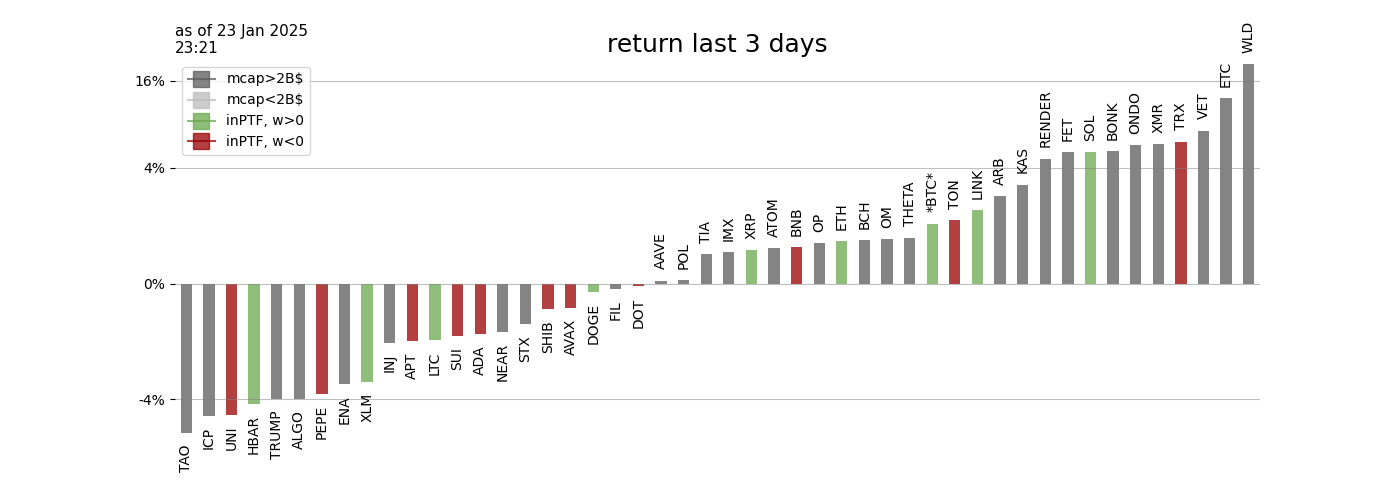 as of 23 Jan 2025
23:21
return last 3 days
16%
4%
0%
-4%
mcap>2B$
mcap<2B$
inPTF, w>0
inPTF, w<0
TAO
ICP
UNI
HBAR
TRUMP
ALGO
PEPE
ENA
XLM
INJ
APT
LTC
SUI
ADA
NEAR
STX
SHIB
AVAX
DOGE
FIL
DOT
AAVE
POL
TIA
IMX
XRP
ATOM
BNB
OP
ETH
BCH
OM
THETA
*BTC*
TON
LINK
ARB
KAS
RENDER
FET
SOL
BONK
ONDO
XMR
TRX
VET
ETC
WLD